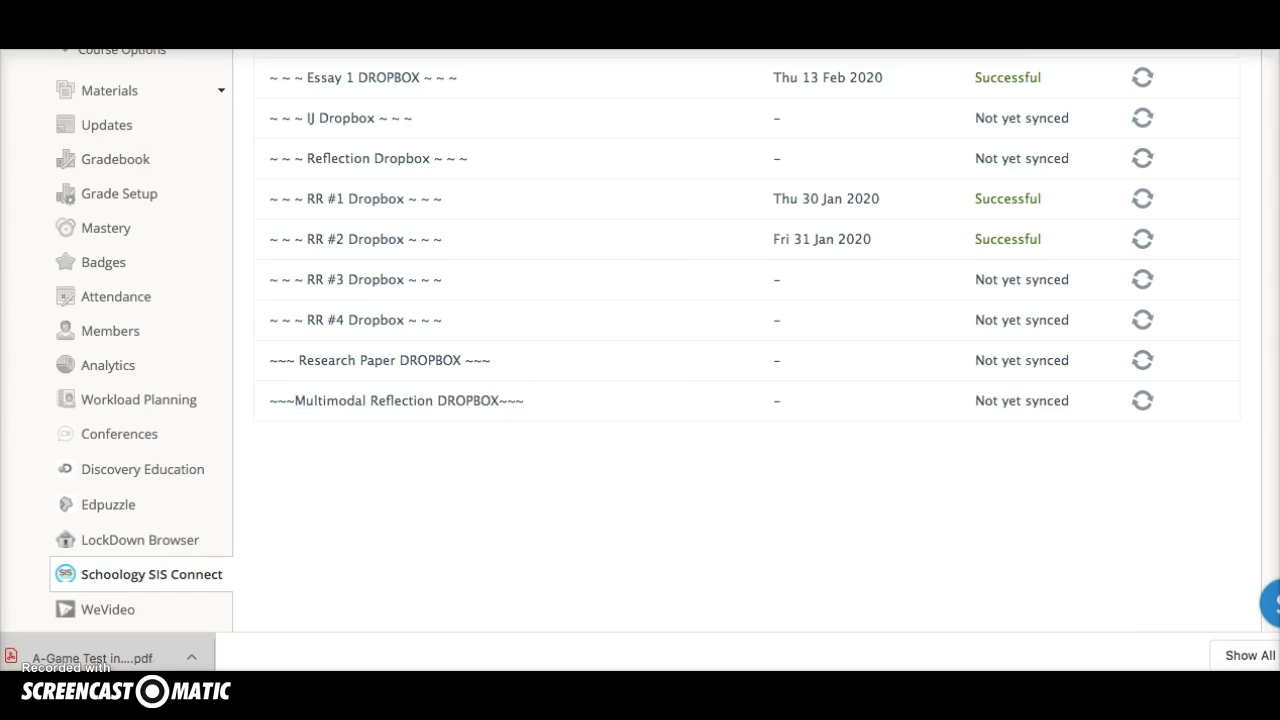 Course Options
Materials
Updates
Gradebook
Grade Setup
Mastery
Badges
Attendance
Members
Analytics
Workload Planning
Conferences
Discovery Education
Edpuzzle
LockDown Browser
SIS Schoology SIS Connect
WeVideo
~ ~ ~ Essay 1 DROPBOX ~ ~ ~ Thu 13 Feb 2020 Successful
~ ~ ~ IJ Dropbox ~ ~ ~ – Not yet synced
~ ~ ~ Reflection Dropbox ~ ~ ~ – Not yet synced
~ ~ ~ RR #1 Dropbox ~ ~ ~ Thu 30 Jan 2020 Successful
~ ~ ~ RR #2 Dropbox ~ ~ ~ Fri 31 Jan 2020 Successful
~ ~ ~ RR #3 Dropbox ~ ~ ~ – Not yet synced
~ ~ ~ RR #4 Dropbox ~ ~ ~ – Not yet synced
~~~ Research Paper DROPBOX ~~~ – Not yet synced
~~~Multimodal Reflection DROPBOX~~~ – Not yet synced
A-Game Test in....pdf
Show All
Recorded with
SCREENCAST-O-MATIC